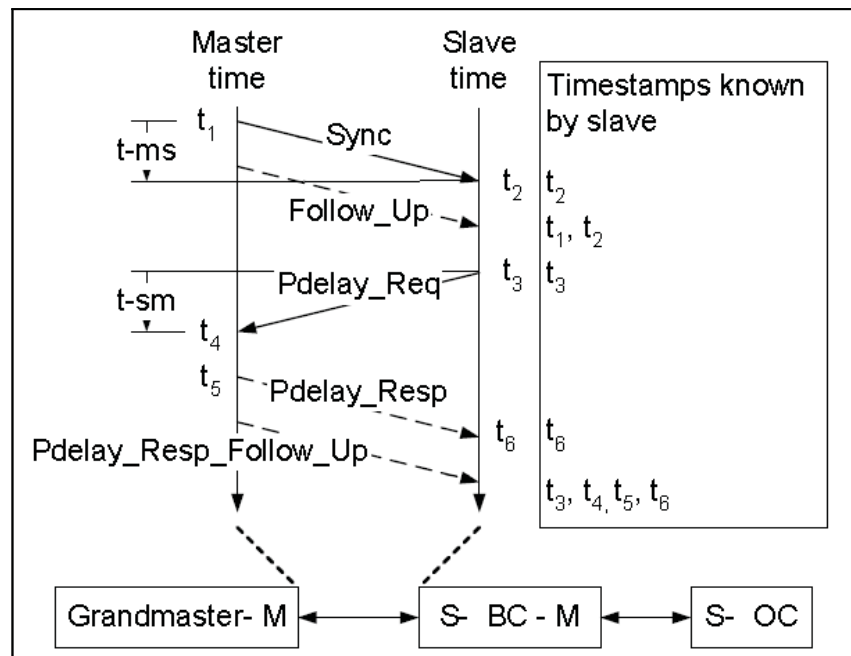 Master
time
Slave
time
Timestamps known
by slave
t₁
t-ms
Sync
t₂
t₂
Follow_Up
t₁, t₂
t₃
t₃
Pdelay_Req
t-sm
t₄
t₅
Pdelay_Resp
t₆
t₆
Pdelay_Resp_Follow_Up
t₃, t₄, t₅, t₆
Grandmaster- M
S- BC - M
S- OC